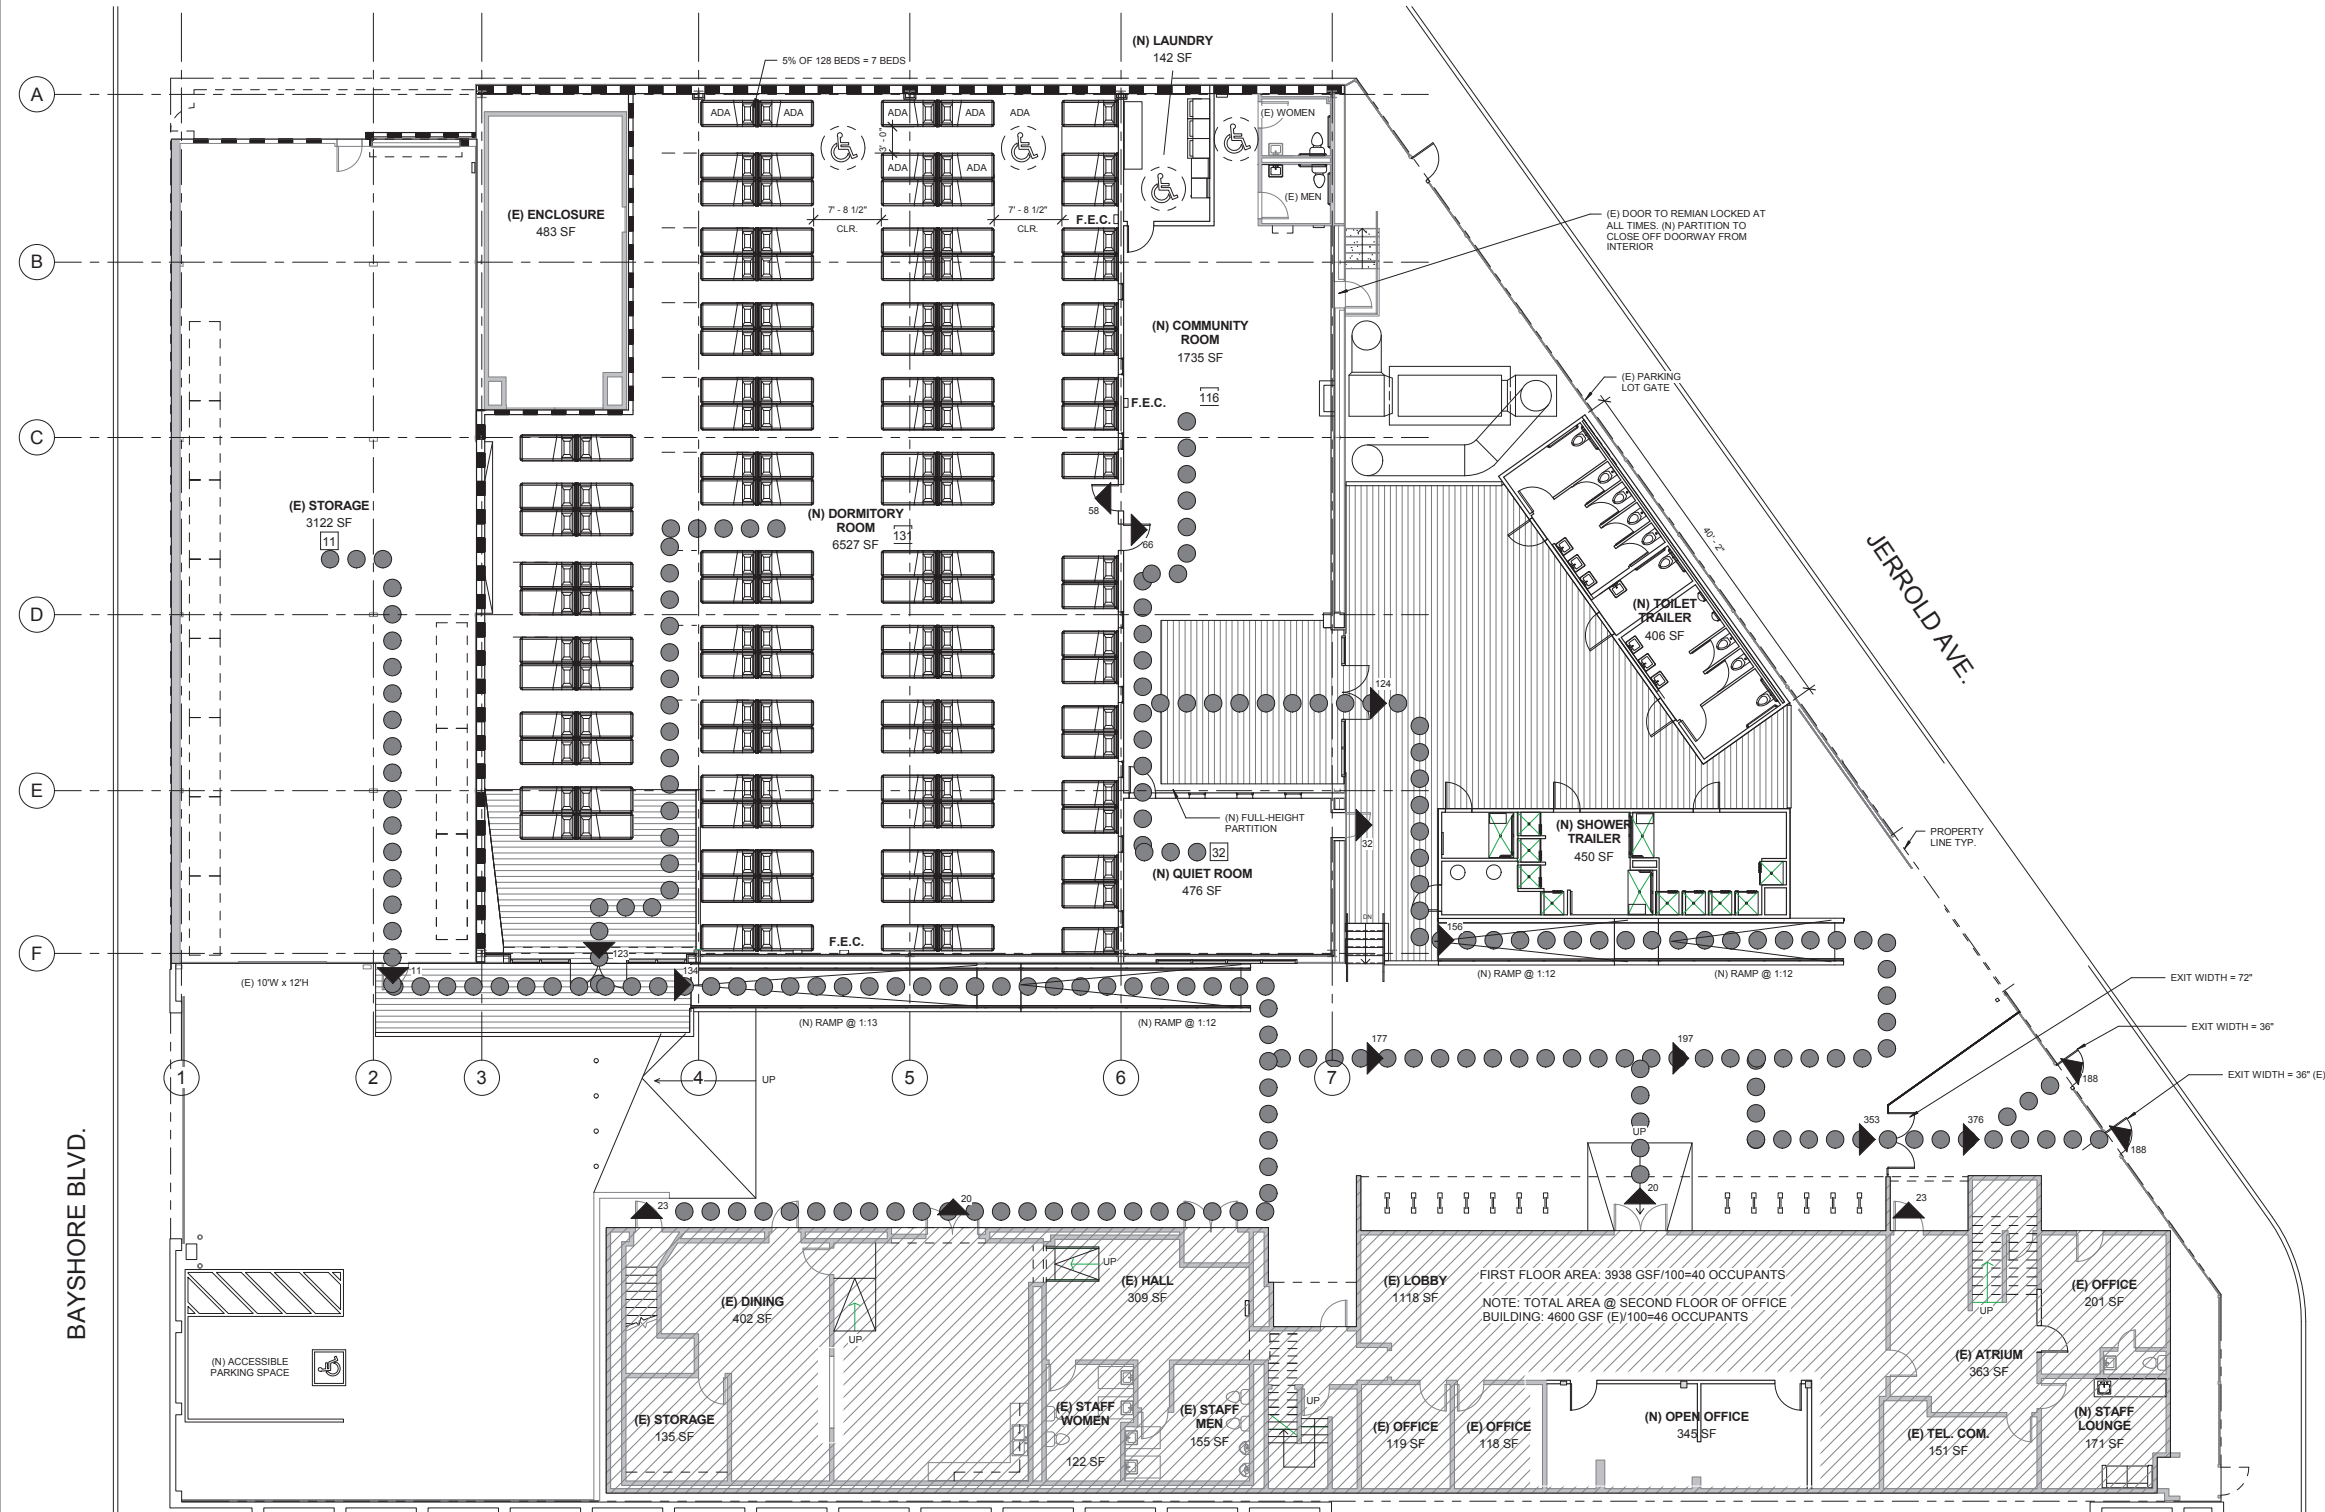 (N) LAUNDRY
142 SF
5% OF 128 BEDS = 7 BEDS
A
ADA
ADA
ADA
ADA
ADA
(E) WOMEN
3' - 0"
ADA
ADA
(E) MEN
(E) ENCLOSURE
483 SF
7' - 8 1/2"
CLR.
7' - 8 1/2"
CLR.
F.E.C.
(E) DOOR TO REMIAN LOCKED AT
ALL TIMES. (N) PARTITION TO
CLOSE OFF DOORWAY FROM
INTERIOR
B
(N) COMMUNITY
ROOM
1735 SF
116
F.E.C.
(E) PARKING
LOT GATE
C
(E) STORAGE
3122 SF
11
(N) DORMITORY
ROOM
6527 SF
131
58
66
40' - 2"
JERROLD AVE.
D
(N) TOILET
TRAILER
406 SF
124
E
(N) FULL-HEIGHT
PARTITION
32
32
(N) QUIET ROOM
476 SF
(N) SHOWER
TRAILER
450 SF
PROPERTY
LINE TYP.
DN
F
F.E.C.
123
11
134
156
(E) 10'W x 12'H
(N) RAMP @ 1:13
(N) RAMP @ 1:12
(N) RAMP @ 1:12
(N) RAMP @ 1:12
EXIT WIDTH = 72"
EXIT WIDTH = 36"
EXIT WIDTH = 36" (E)
177
197
188
188
1
2
3
4
5
6
7
UP
353
376
UP
BAYSHORE BLVD.
23
20
20
23
(E) DINING
402 SF
UP
UP
(E) HALL
309 SF
(E) LOBBY
1118 SF
FIRST FLOOR AREA: 3938 GSF/100=40 OCCUPANTS
NOTE: TOTAL AREA @ SECOND FLOOR OF OFFICE
BUILDING: 4600 GSF (E)/100=46 OCCUPANTS
UP
(E) OFFICE
201 SF
(E) ATRIUM
363 SF
(N) ACCESSIBLE
PARKING SPACE
(E) STORAGE
135 SF
(E) STAFF
WOMEN
122 SF
(E) STAFF
MEN
155 SF
UP
(E) OFFICE
119 SF
(E) OFFICE
118 SF
(N) OPEN OFFICE
345 SF
(E) TEL. COM.
151 SF
(N) STAFF
LOUNGE
171 SF